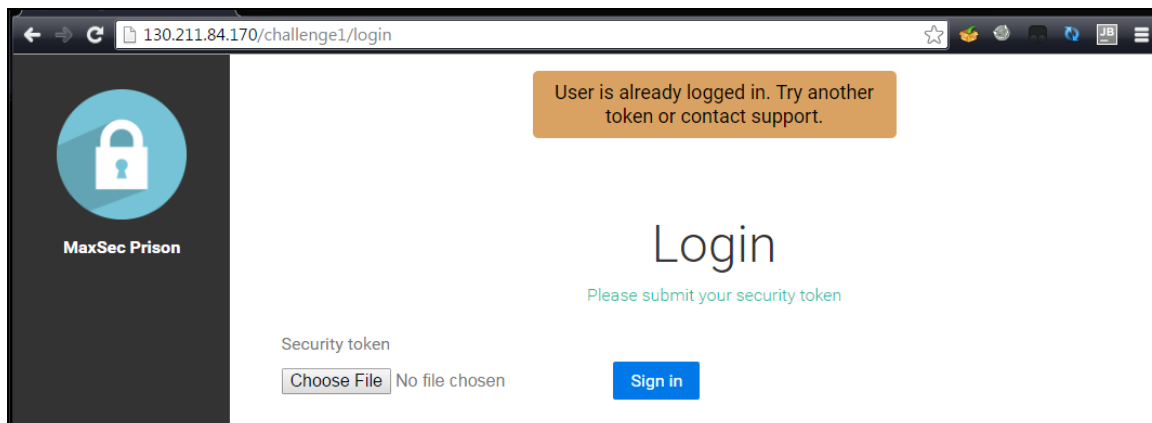 130.211.84.170/challenge1/login
JB
User is already logged in. Try another
token or contact support.
MaxSec Prison
Login
Please submit your security token
Security token
Choose File No file chosen
Sign in